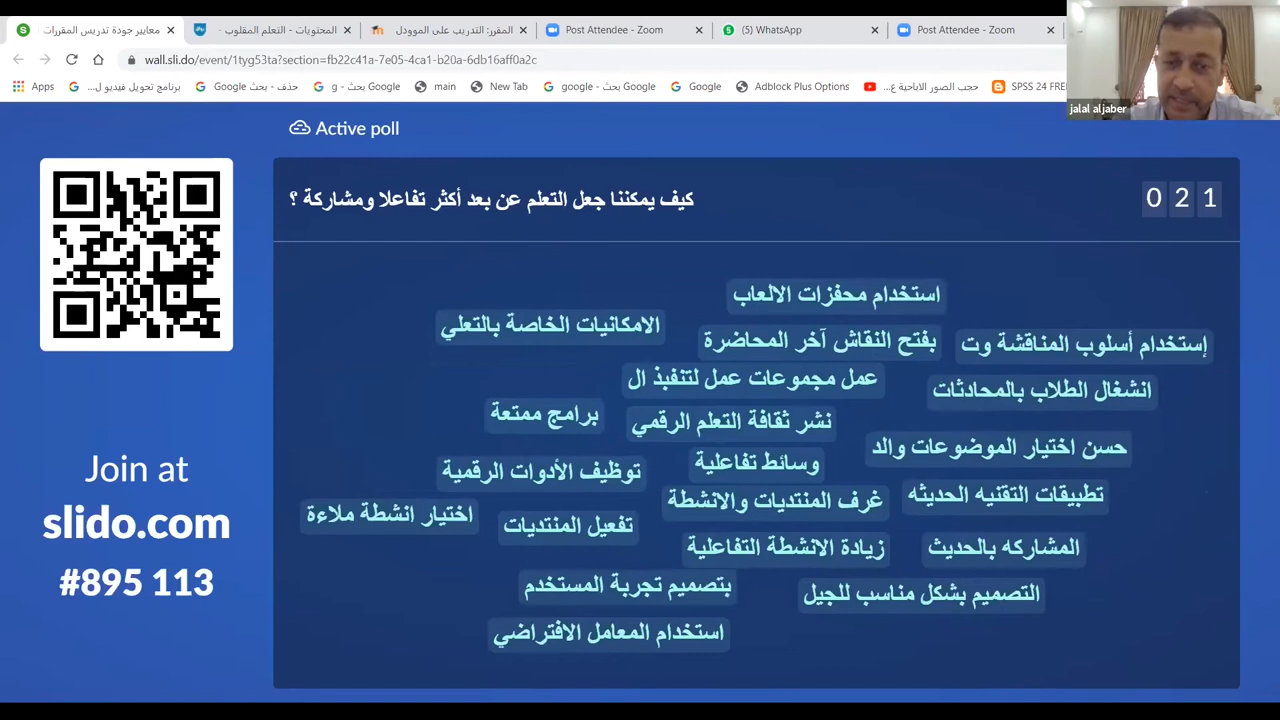 معايير جودة تدريس المقررات
المحتويات - التعلم المقلوب -
المقرر: التدريب على الموودل
Post Attendee - Zoom
(5) WhatsApp
Post Attendee - Zoom
wall.sli.do/event/1tyg53ta?section=fb22c41a-7e05-4ca1-b20a-6db16aff0a2c
Apps
برنامج تحويل فيديو ل...
حذف - بحث Google
g - بحث Google
main
New Tab
googie - بحث Google
Google
Adblock Plus Options
حجب الصور الاباحية ع...
SPSS 24 FREE
jalal aljaber
Active poll
كيف يمكننا جعل التعلم عن بعد أكثر تفاعلا ومشاركة ؟
021
استخدام محفزات الالعاب
الامكانيات الخاصة بالتعلي
بفتح النقاش آخر المحاضرة
إستخدام أسلوب المناقشة وت
عمل مجموعات عمل لتنفبذ ال
انشغال الطلاب بالمحادثات
برامج ممتعة
نشر ثقافة التعلم الرقمي
حسن اختيار الموضوعات والد
وسائط تفاعلية
توظيف الأدوات الرقمية
تطبيقات التقنيه الحديثه
غرف المنتديات والانشطة
اختيار انشطة ملاءة
تفعيل المنتديات
زيادة الانشطة التفاعلية
المشاركه بالحديث
بتصميم تجربة المستخدم
التصميم بشكل مناسب للجيل
استخدام المعامل الافتراضي
Join at
slido.com
#895 113